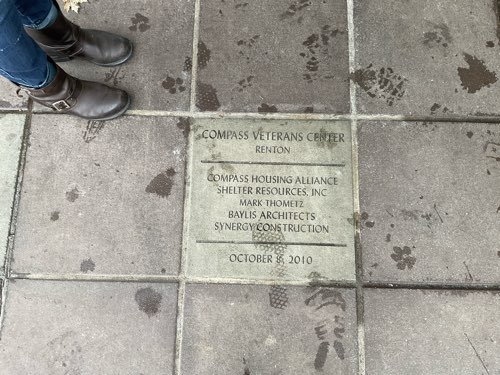 COMPASS VETERANS CENTER
RENTON
COMPASS HOUSING ALLIANCE
SHELTER RESOURCES, INC
MARK THOMETZ
BAYLIS ARCHITECTS
SYNERGY CONSTRUCTION
OCTOBER 8, 2010